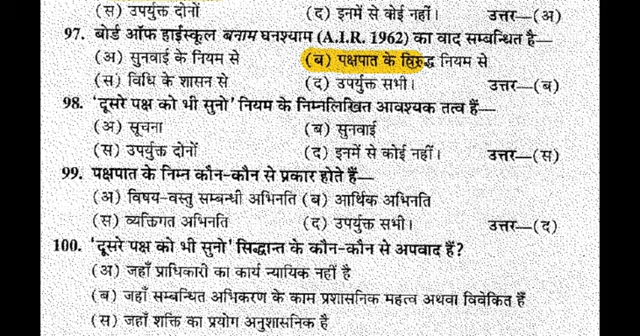 (स) उपर्युक्त दोनों (द) इनमें से कोई नहीं। उत्तर—(अ)
97. बोर्ड ऑफ हाईस्कूल बनाम घनश्याम (A.I.R. 1962) का वाद सम्बन्धित है—
(अ) सुनवाई के नियम से (ब) पक्षपात के विरुद्ध नियम से
(स) विधि के शासन से (द) उपर्युक्त सभी। उत्तर—(ब)
98. 'दूसरे पक्ष को भी सुनो' नियम के निम्नलिखित आवश्यक तत्व हैं—
(अ) सूचना (ब) सुनवाई
(स) उपर्युक्त दोनों (द) इनमें से कोई नहीं। उत्तर—(स)
99. पक्षपात के निम्न कौन-कौन से प्रकार होते हैं—
(अ) विषय-वस्तु सम्बन्धी अभिनति (ब) आर्थिक अभिनति
(स) व्यक्तिगत अभिनति (द) उपर्युक्त सभी। उत्तर—(द)
100. 'दूसरे पक्ष को भी सुनो' सिद्धान्त के कौन-कौन से अपवाद हैं?
(अ) जहाँ प्राधिकारी का कार्य न्यायिक नहीं है
(ब) जहाँ सम्बन्धित अभिकरण के काम प्रशासनिक महत्व अथवा विवेकित हैं
(स) जहाँ शक्ति का प्रयोग अनुशासनिक है